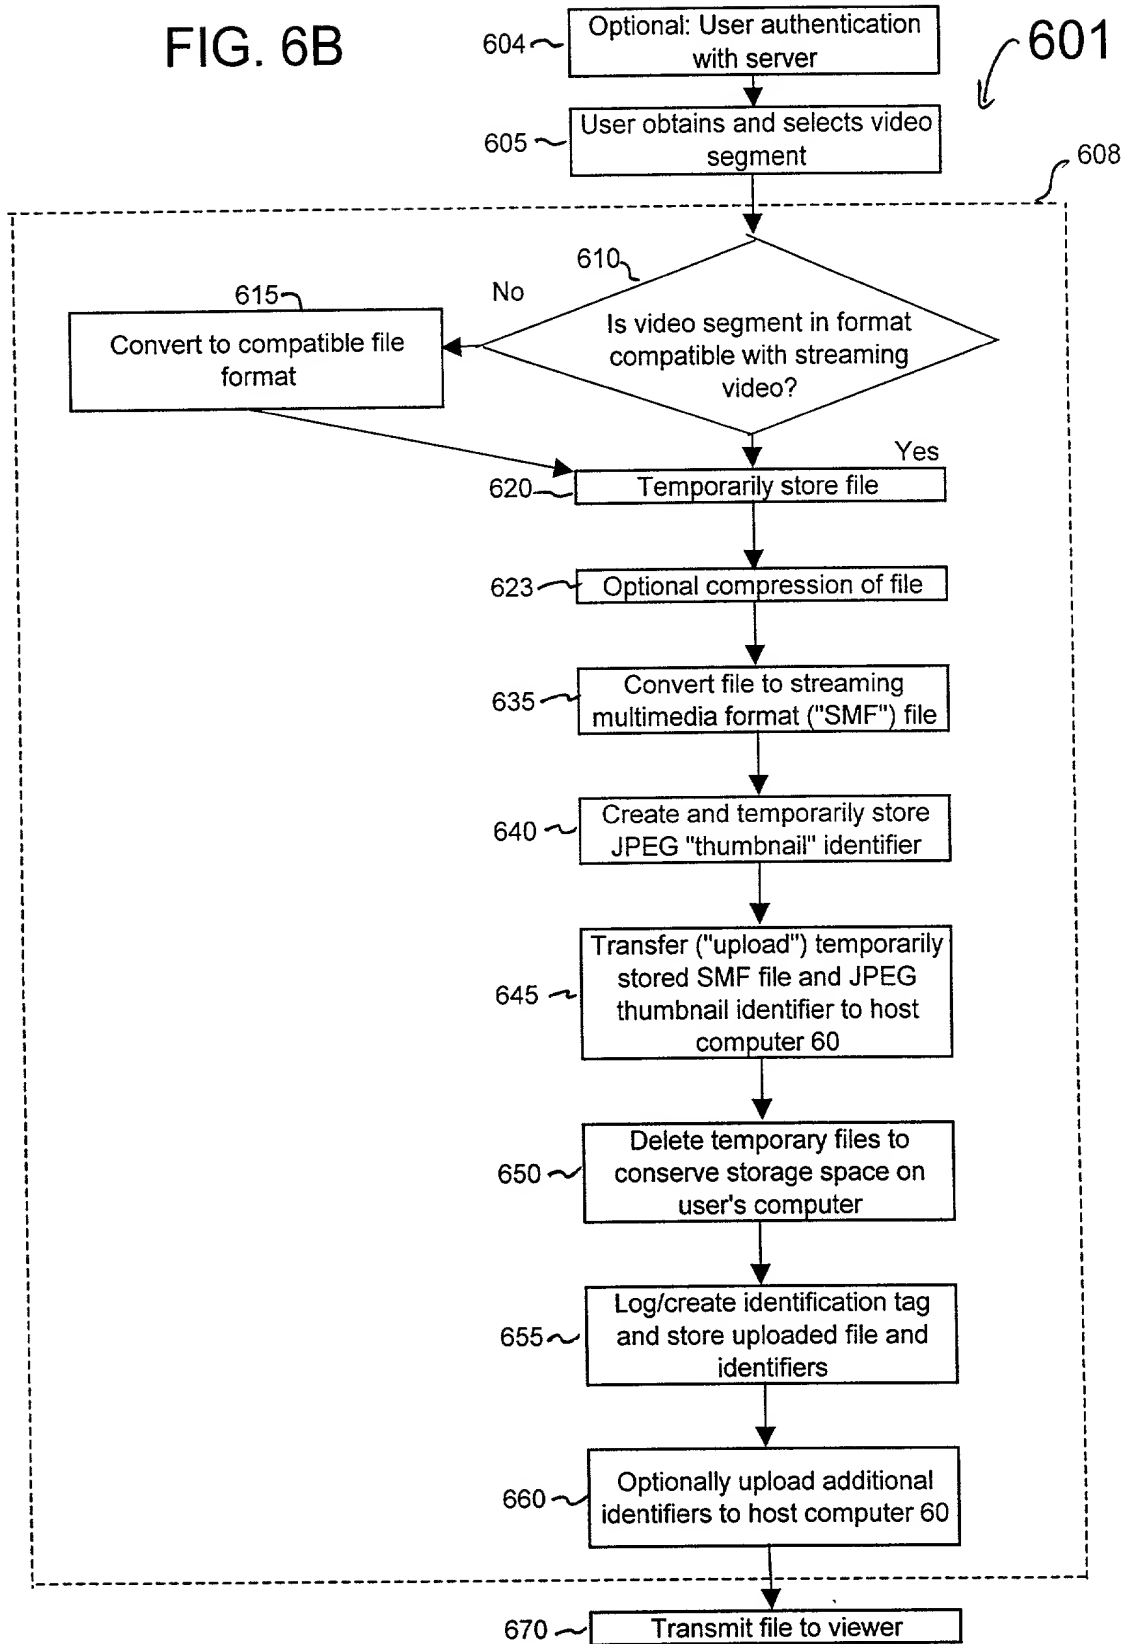 FIG. 6B
601
604
Optional: User authentication
with server
605
User obtains and selects video
segment
608
610
No
Is video segment in format
compatible with streaming
video?
615
Convert to compatible file
format
Yes
620
Temporarily store file
623
Optional compression of file
635
Convert file to streaming
multimedia format ("SMF") file
640
Create and temporarily store
JPEG "thumbnail" identifier
645
Transfer ("upload") temporarily
stored SMF file and JPEG
thumbnail identifier to host
computer 60
650
Delete temporary files to
conserve storage space on
user's computer
655
Log/create identification tag
and store uploaded file and
identifiers
660
Optionally upload additional
identifiers to host computer 60
670
Transmit file to viewer